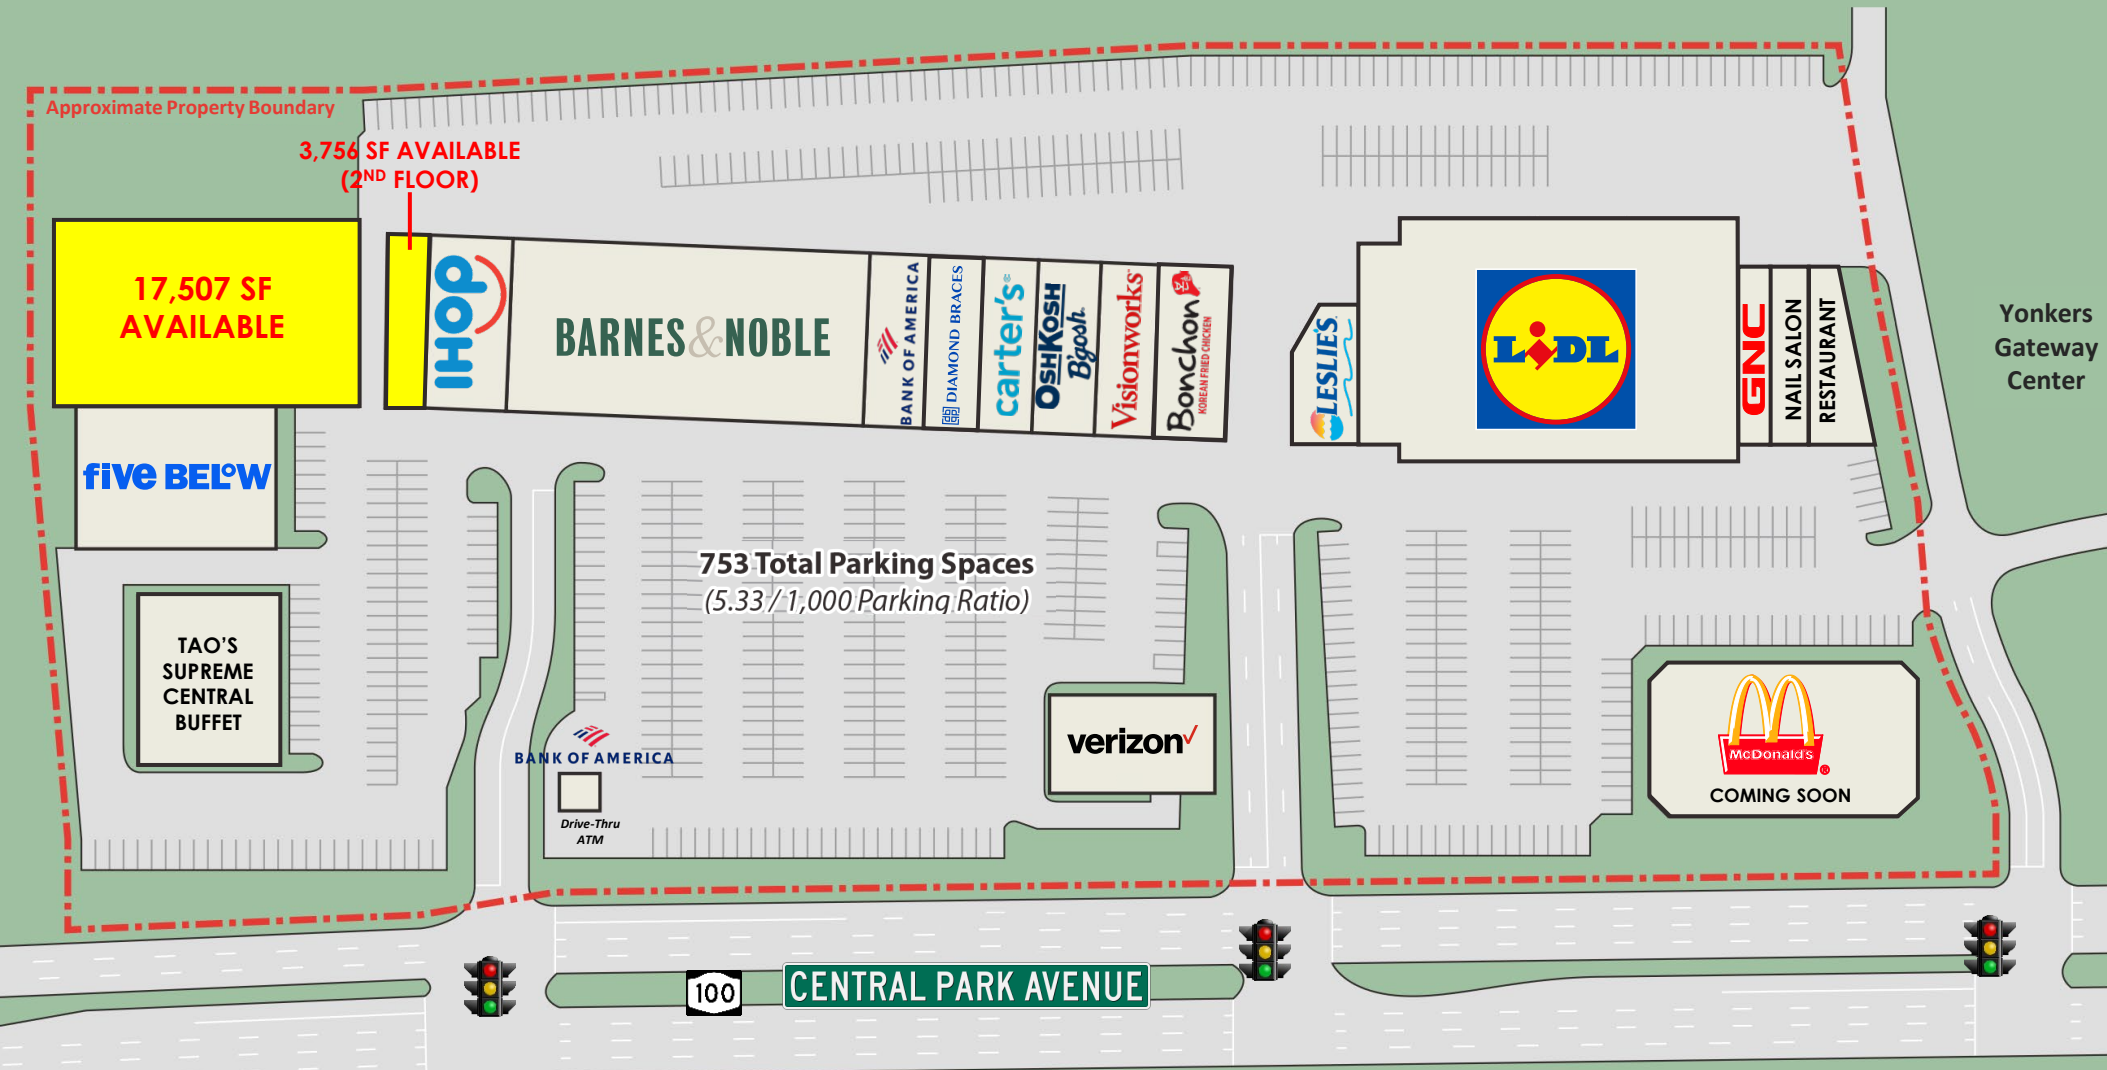 Approximate Property Boundary
3,756 SF AVAILABLE
(2ND FLOOR)
17,507 SF
AVAILABLE
five BELOW
TAO'S
SUPREME
CENTRAL
BUFFET
IHOP
BARNES&NOBLE
BANK OF AMERICA
DIAMOND BRACES
carter's
OSHKOSH
B'gosh
Visionworks
Bonchon
KOREAN FRIED CHICKEN
LESLIE'S
LIDL
GNC
NAIL SALON
RESTAURANT
Yonkers
Gateway
Center
753 Total Parking Spaces
(5.33 / 1,000 Parking Ratio)
BANK OF AMERICA
Drive-Thru
ATM
verizon
McDonald's
COMING SOON
100
CENTRAL PARK AVENUE